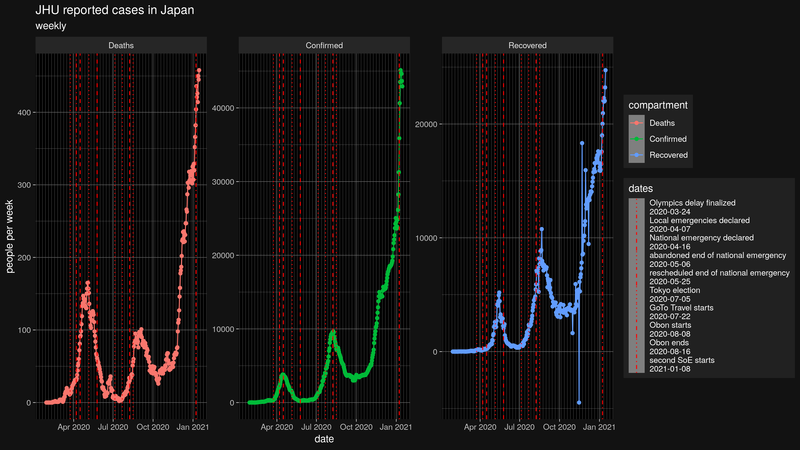 JHU reported cases in Japan
weekly
Deaths
Confirmed
Recovered
people per week
400
300
200
100
0
40000
30000
20000
10000
0
20000
10000
0
Apr 2020 Jul 2020 Oct 2020 Jan 2021
Apr 2020 Jul 2020 Oct 2020 Jan 2021
Apr 2020 Jul 2020 Oct 2020 Jan 2021
date
compartment
Deaths
Confirmed
Recovered
dates
Olympics delay finalized
2020-03-24
Local emergencies declared
2020-04-07
National emergency declared
2020-04-16
abandoned end of national emergency
2020-05-06
rescheduled end of national emergency
2020-05-25
Tokyo election
2020-07-05
GoTo Travel starts
2020-07-22
Obon starts
2020-08-08
Obon ends
2020-08-16
second SoE starts
2021-01-08